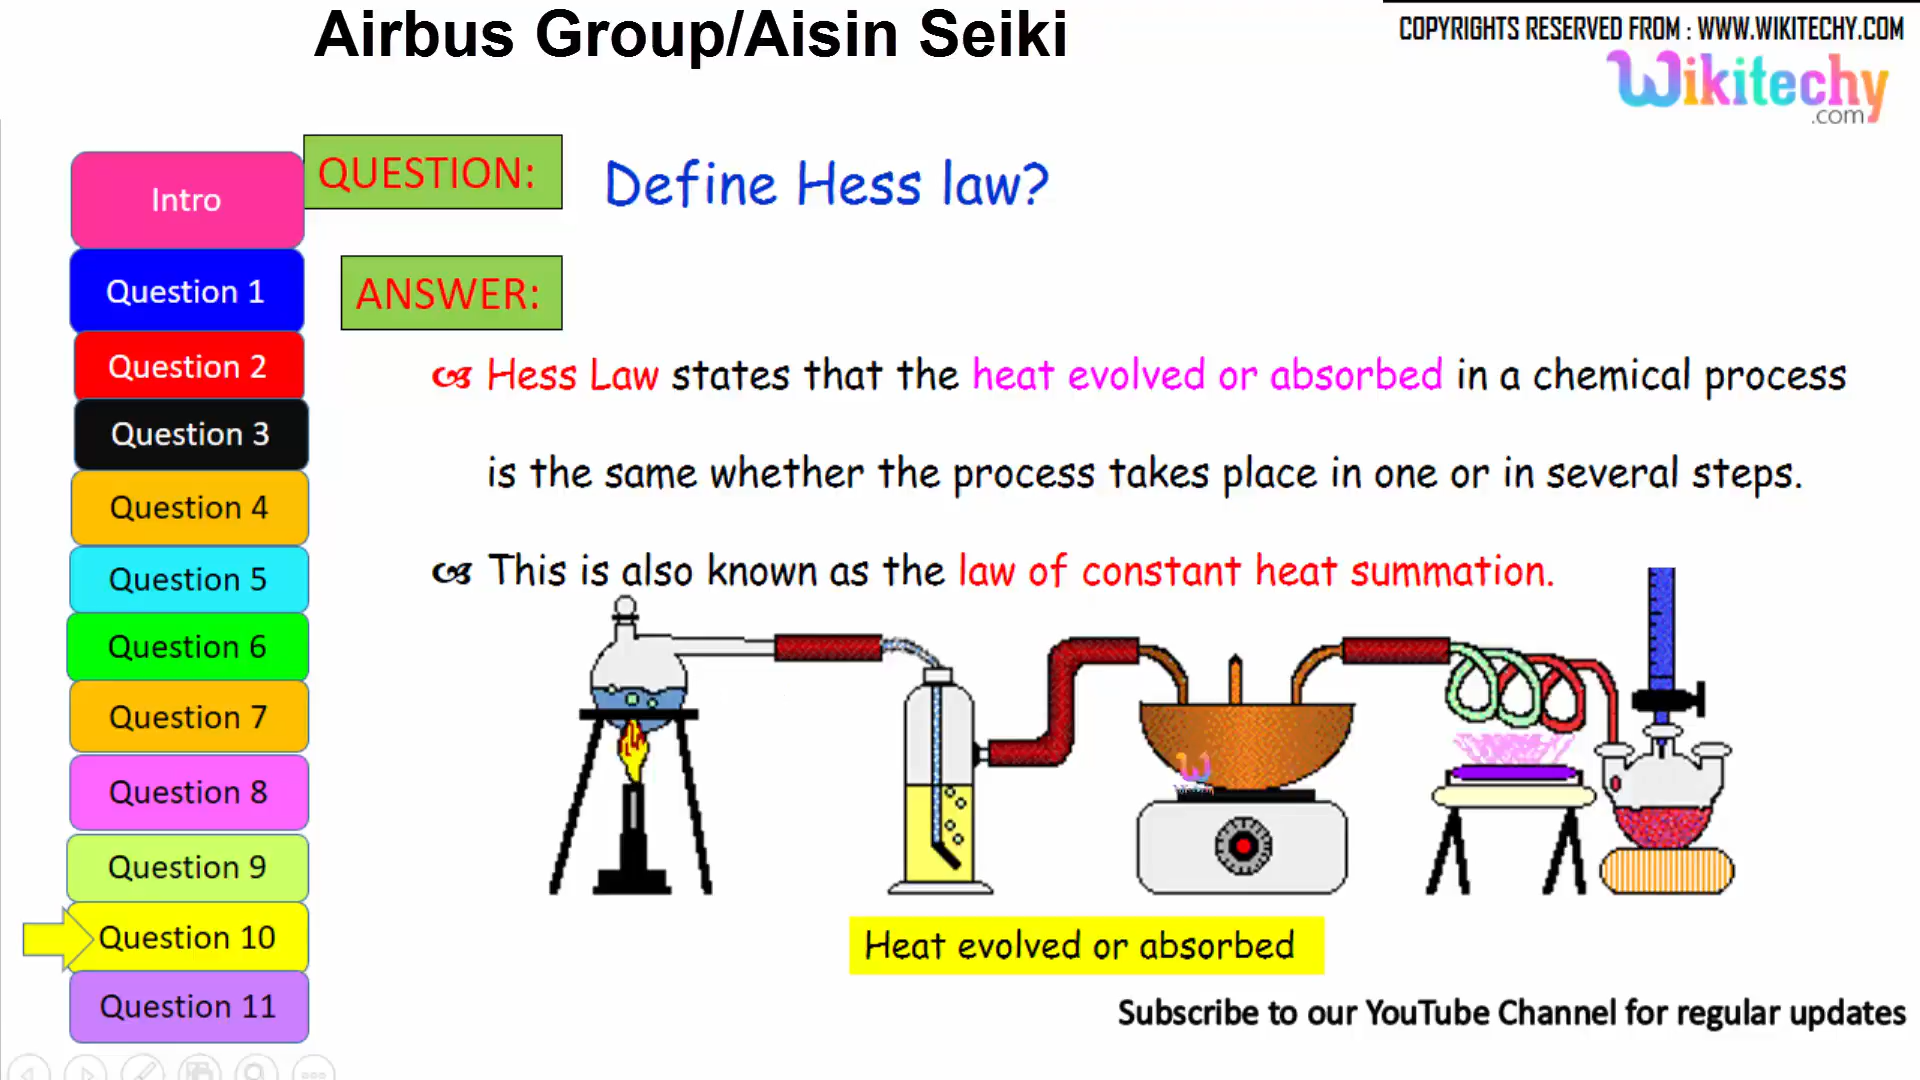 Airbus Group/Aisin Seiki
COPYRIGHTS RESERVED FROM : WWW.WIKITECHY.COM
Wikitechy
.com
QUESTION:
Define Hess law?
ANSWER:
Hess Law states that the heat evolved or absorbed in a chemical process
is the same whether the process takes place in one or in several steps.
This is also known as the law of constant heat summation.
Heat evolved or absorbed
Intro
Question 1
Question 2
Question 3
Question 4
Question 5
Question 6
Question 7
Question 8
Question 9
Question 10
Question 11
Subscribe to our YouTube Channel for regular updates